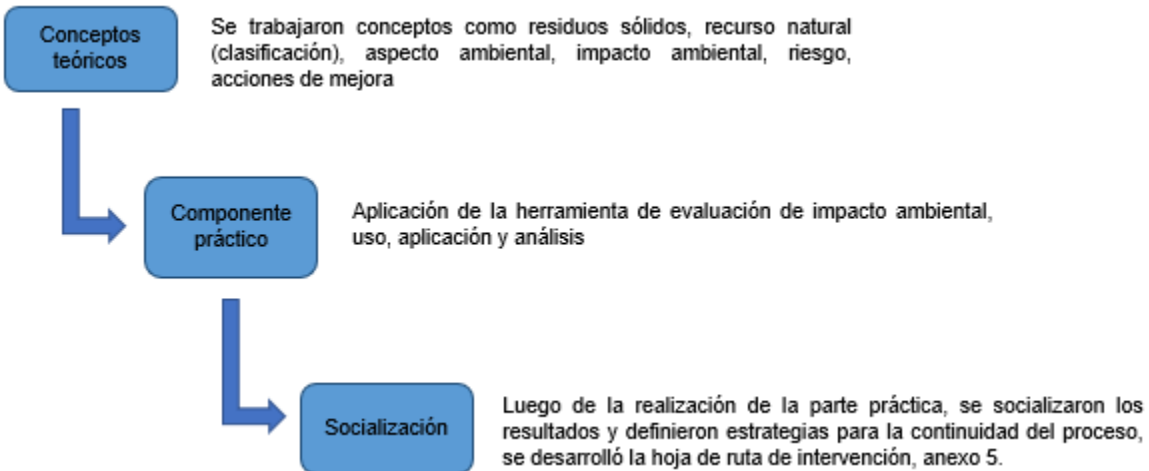 Conceptos
teóricos
Se trabajaron conceptos como residuos sólidos, recurso natural
(clasificación), aspecto ambiental, impacto ambiental, riesgo,
acciones de mejora
Componente
práctico
Aplicación de la herramienta de evaluación de impacto ambiental,
uso, aplicación y análisis
Socialización
Luego de la realización de la parte práctica, se socializaron los
resultados y definieron estrategias para la continuidad del proceso,
se desarrolló la hoja de ruta de intervención, anexo 5.